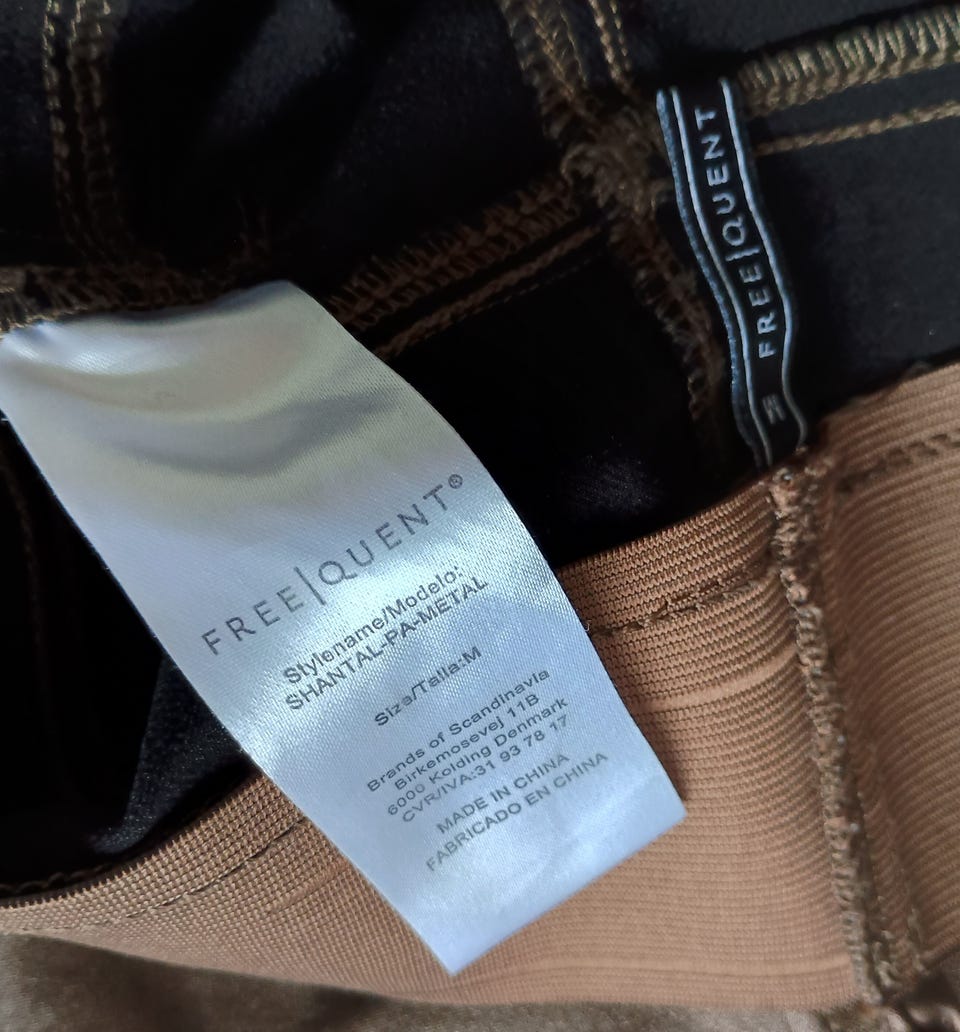 FREE|QUENT
M
FREE|QUENT®
Stylename/Modelo:
SHANTAL-PA-METAL
Size/Talla:M
Brands of Scandinavia
Birkemosevej 11B
6000 Kolding Denmark
CVR/IVA:31 93 78 17
MADE IN CHINA
FABRICADO EN CHINA